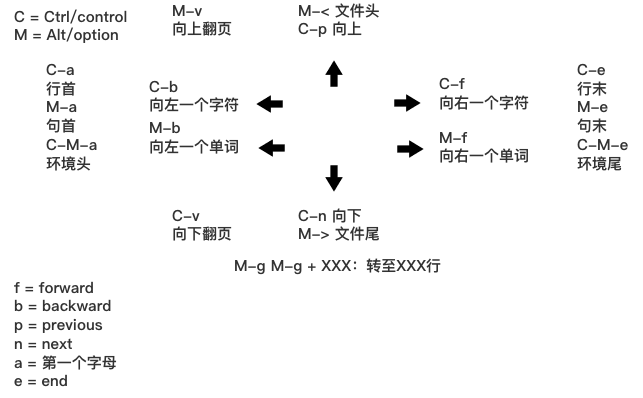 C = Ctrl/control
M = Alt/option
M-v
向上翻页
M-< 文件头
C-p 向上
C-a
行首
M-a
句首
C-M-a
环境头
C-b
向左一个字符
M-b
向左一个单词
C-f
向右一个字符
M-f
向右一个单词
C-e
行末
M-e
句末
C-M-e
环境尾
C-v
向下翻页
C-n 向下
M-> 文件尾
M-g M-g + XXX：转至XXX行
f = forward
b = backward
p = previous
n = next
a = 第一个字母
e = end